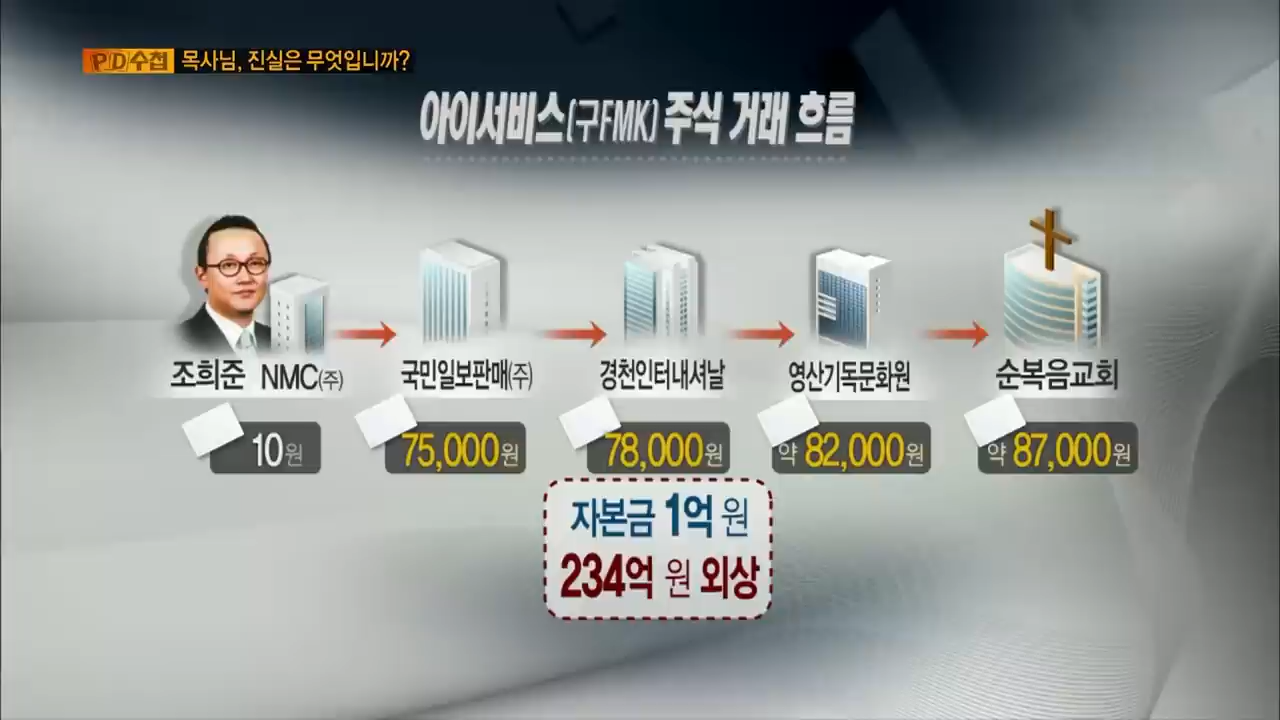 PD수첩 목사님, 진실은 무엇입니까?
아이서비스(구FMK) 주식 거래 흐름
조희준 NMC(주)
국민일보판매(주)
경천인터내셔날
영산기독문화원
순복음교회
10원
75,000원
78,000원
약 82,000원
약 87,000원
자본금 1억 원
234억 원 외상